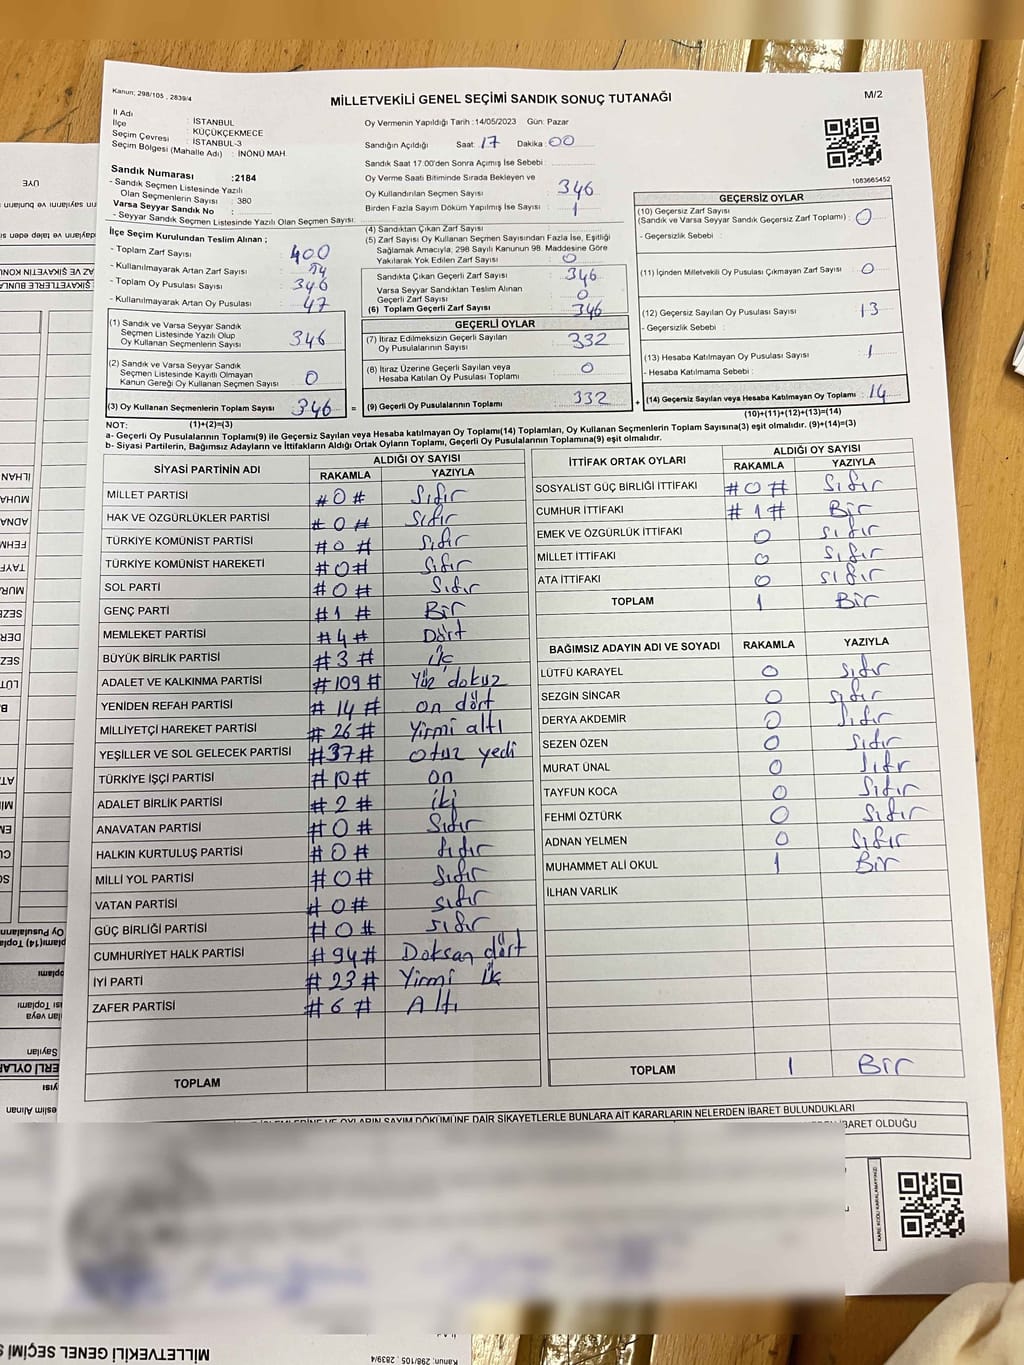 Kanun; 298/105 , 2839/4
MİLLETVEKİLİ GENEL SEÇİMİ SANDIK SONUÇ TUTANAĞI
M/2
İl Adı : İSTANBUL
İlçe : KÜÇÜKÇEKMECE
Seçim Çevresi : İSTANBUL-3
Seçim Bölgesi (Mahalle Adı) : İNÖNÜ MAH.
Sandık Numarası :2184
- Sandık Seçmen Listesinde Yazılı
Olan Seçmenlerin Sayısı : 380
Varsa Seyyar Sandık No :
- Seyyar Sandık Seçmen Listesinde Yazılı Olan Seçmen Sayısı:
Oy Vermenin Yapıldığı Tarih :14/05/2023 Gün: Pazar
Sandığın Açıldığı Saat: 17 Dakika: 00
Sandık Saat 17:00'den Sonra Açımış İse Sebebi :
Oy Verme Saati Bitiminde Sırada Bekleyen ve
Oy Kullandırılan Seçmen Sayısı : 346
Birden Fazla Sayım Döküm Yapılmış İse Sayısı : 1
1083665452
İlçe Seçim Kurulundan Teslim Alınan ;
- Toplam Zarf Sayısı : 400
- Kullanılmayarak Artan Zarf Sayısı : 54
- Toplam Oy Pusulası Sayısı : 346
- Kullanılmayarak Artan Oy Pusulası : 47
(1) Sandık ve Varsa Seyyar Sandık
Seçmen Listesinde Yazılı Olup
Oy Kullanan Seçmenlerin Sayısı 346
(2) Sandık ve Varsa Seyyar Sandık
Seçmen Listesinde Kayıtlı Olmayan
Kanun Gereği Oy Kullanan Seçmen Sayısı 0
(3) Oy Kullanan Seçmenlerin Toplam Sayısı 346 =
(1)+(2)=(3)
(4) Sandıktan Çıkan Zarf Sayısı
(5) Zarf Sayısı Oy Kullanan Seçmen Sayısından Fazla İse, Eşitliği
Sağlamak Amacıyla, 298 Sayılı Kanunun 98. Maddesine Göre
Yakılarak Yok Edilen Zarf Sayısı : 0
Sandıkta Çıkan Geçerli Zarf Sayısı : 346
Varsa Seyyar Sandıktan Teslim Alınan
Geçerli Zarf Sayısı : 0
(6) Toplam Geçerli Zarf Sayısı : 346
GEÇERLİ OYLAR
(7) İtiraz Edilmeksizin Geçerli Sayılan
Oy Pusulalarının Sayısı : 332
(8) İtiraz Üzerine Geçerli Sayılan veya
Hesaba Katılan Oy Pusulası Toplamı : 0
(9) Geçerli Oy Pusulalarının Toplamı : 332 +
GEÇERSİZ OYLAR
(10) Geçersiz Zarf Sayısı
(Sandık ve Varsa Seyyar Sandık Geçersiz Zarf Toplamı) : 0
- Geçersizlik Sebebi :
(11) İçinden Milletvekili Oy Pusulası Çıkmayan Zarf Sayısı : 0
(12) Geçersiz Sayılan Oy Pusulası Sayısı : 13
- Geçersizlik Sebebi :
(13) Hesaba Katılmayan Oy Pusulası Sayısı : 1
- Hesaba Katılmama Sebebi :
(14) Geçersiz Sayılan veya Hesaba Katılmayan Oy Toplamı : 14
(10)+(11)+(12)+(13)=(14)
NOT:
a- Geçerli Oy Pusulasının Toplamı(9) ile Geçersiz Sayılan veya Hesaba katılmayan Oy Toplamı(14) Toplamları, Oy Kullanan Seçmenlerin Toplam Sayısına(3) eşit olmalıdır. (9)+(14)=(3)
b- Siyasi Partilerin, Bağımsız Adayların ve İttifakların Aldığı Ortak Oyların Toplamı, Geçerli Oy Pusulalarının Toplamına(9) eşit olmalıdır.
SİYASİ PARTİNİN ADI ALDIĞI OY SAYISI
RAKAMLA YAZIYLA
MİLLET PARTİSİ #0# Sıfır
HAK VE ÖZGÜRLÜKLER PARTİSİ #0# Sıfır
TÜRKİYE KOMÜNİST PARTİSİ #0# Sıfır
TÜRKİYE KOMÜNİST HAREKETİ #0# Sıfır
SOL PARTİ #0# Sıfır
GENÇ PARTİ #1# Bir
MEMLEKET PARTİSİ #4# Dört
BÜYÜK BİRLİK PARTİSİ #3# üç
ADALET VE KALKINMA PARTİSİ #109# Yüz dokuz
YENİDEN REFAH PARTİSİ #14# on dört
MİLLİYETÇİ HAREKET PARTİSİ #26# Yirmi altı
YEŞİLLER VE SOL GELECEK PARTİSİ #37# otuz yedi
TÜRKİYE İŞÇİ PARTİSİ #10# on
ADALET BİRLİK PARTİSİ #2# iki
ANAVATAN PARTİSİ #0# Sıfır
HALKIN KURTULUŞ PARTİSİ #0# Sıfır
MİLLİ YOL PARTİSİ #0# Sıfır
VATAN PARTİSİ #0# sıfır
GÜÇ BİRLİĞİ PARTİSİ #0# sıfır
CUMHURİYET HALK PARTİSİ #94# Doksan dört
İYİ PARTİ #23# Yirmi üç
ZAFER PARTİSİ #6# Altı
TOPLAM
İTTİFAK ORTAK OYLARI ALDIĞI OY SAYISI
RAKAMLA YAZIYLA
SOSYALİST GÜÇ BİRLİĞİ İTTİFAKI #0# Sıfır
CUMHUR İTTİFAKI #1# Bir
EMEK VE ÖZGÜRLÜK İTTİFAKI 0 sıfır
MİLLET İTTİFAKI 0 Sıfır
ATA İTTİFAKI 0 sıfır
TOPLAM 1 Bir
BAĞIMSIZ ADAYIN ADI VE SOYADI RAKAMLA YAZIYLA
LÜTFÜ KARAYEL 0 sıfır
SEZGİN SİNCAR 0 sıfır
DERYA AKDEMİR 0 Sıfır
SEZEN ÖZEN 0 Sıfır
MURAT ÜNAL 0 Sıfr
TAYFUN KOCA 0 Sıfır
FEHMİ ÖZTÜRK 0 Sıfır
ADNAN YELMEN 0 Sıfır
MUHAMMET ALİ OKUL 1 Bir
İLHAN VARLIK
TOPLAM 1 Bir
OYLARIN SAYIM DÖKÜMÜNE DAİR ŞİKAYETLERLE BUNLARA AİT KARARLARIN NELERDEN İBARET BULUNDUKLARI
İBARET OLDUĞU
MİLLETVEKİLİ GENEL SEÇİMİ
Kanun; 298/105 , 2839/4